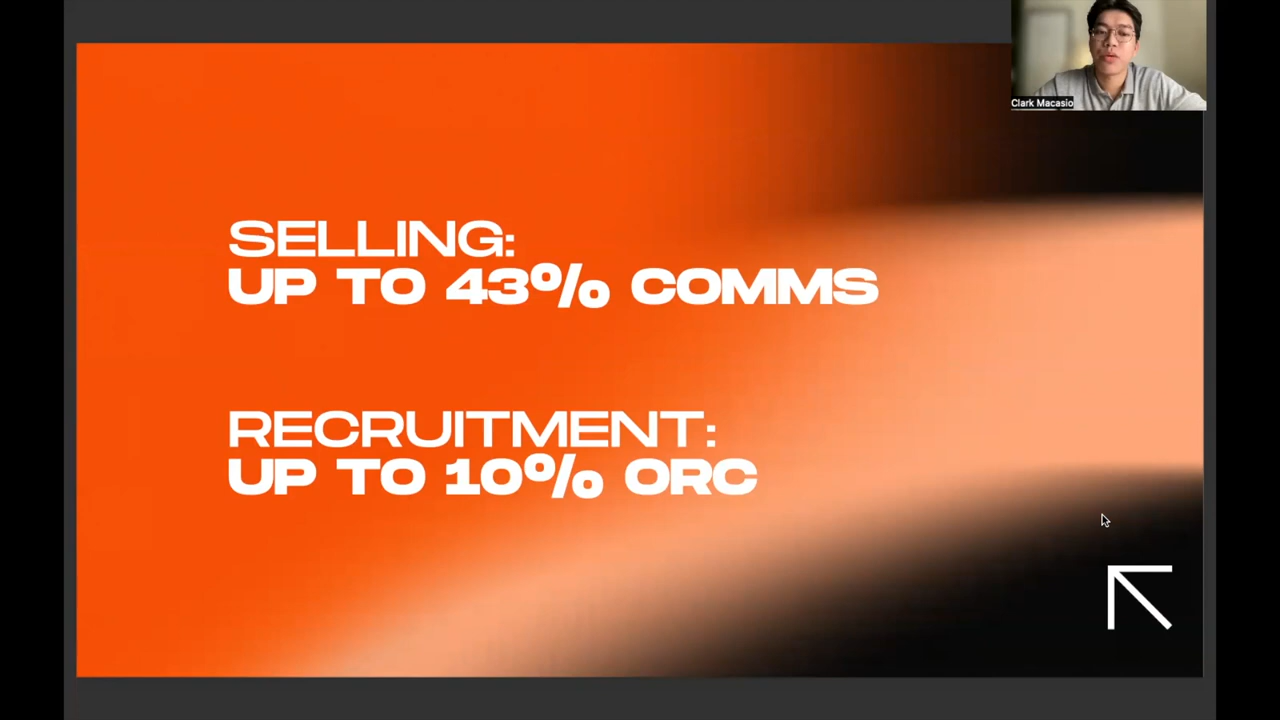 Clark Macasio
SELLING:
UP TO 43% COMMS
RECRUITMENT:
UP TO 10% ORC